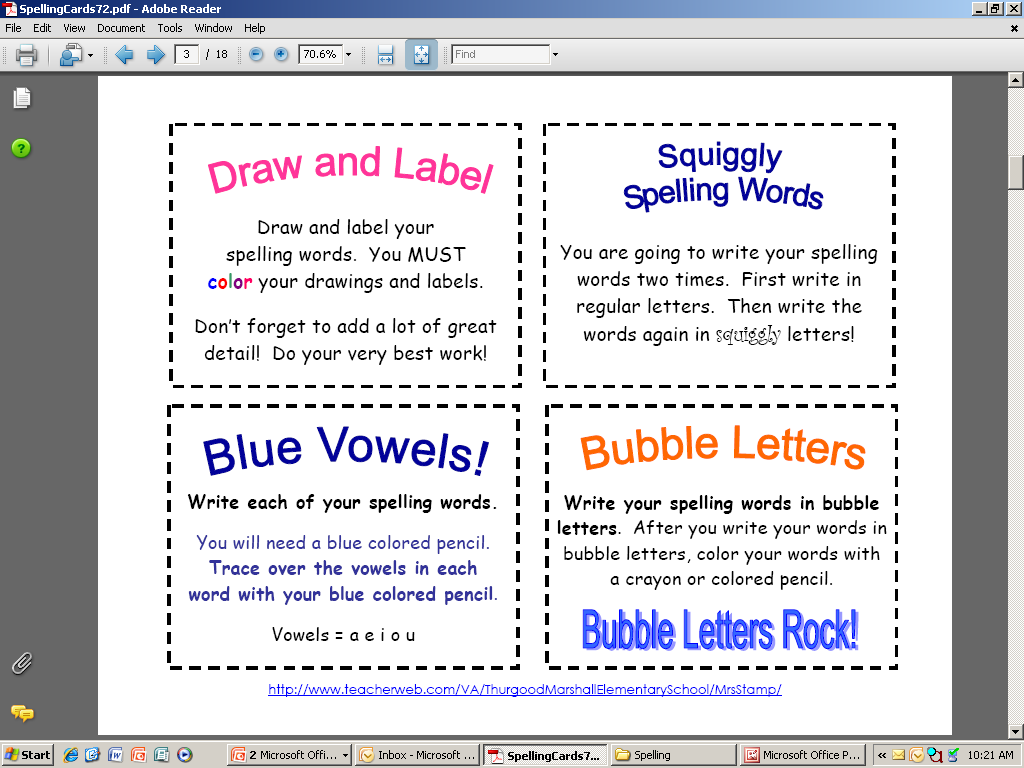 SpellingCards72.pdf - Adobe Reader
File Edit View Document Tools Window Help
3 / 18 70.6% Find
Draw and Label
Draw and label your
spelling words. You MUST
color your drawings and labels.
Don't forget to add a lot of great
detail! Do your very best work!
Squiggly
Spelling Words
You are going to write your spelling
words two times. First write in
regular letters. Then write the
words again in squiggly letters!
Blue Vowels!
Write each of your spelling words.
You will need a blue colored pencil.
Trace over the vowels in each
word with your blue colored pencil.
Vowels = a e i o u
Bubble Letters
Write your spelling words in bubble
letters. After you write your words in
bubble letters, color your words with
a crayon or colored pencil.
Bubble Letters Rock!
http://www.teacherweb.com/VA/ThurgoodMarshallElementarySchool/MrsStamp/
Start 2 Microsoft Offi... Inbox - Microsoft ... SpellingCards7... Spelling Microsoft Office P... « 10:21 AM